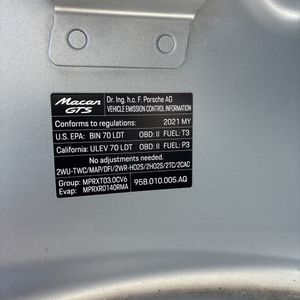 Macan GTS
Dr. Ing. h.c. F. Porsche AG
VEHICLE EMISSION CONTROL INFORMATION
Conforms to regulations: 2021 MY
U.S. EPA: BIN 70 LDT OBD: II FUEL: T3
California: ULEV 70 LDT OBD: II FUEL: P3
No adjustments needed.
2WU-TWC/MAP/DFI/2WR-HO2S/2HO2S/2TC/2CAC
Group: MPRXT03.0CV6
Evap: MPRXR0140RMA
95B.010.005.AQ